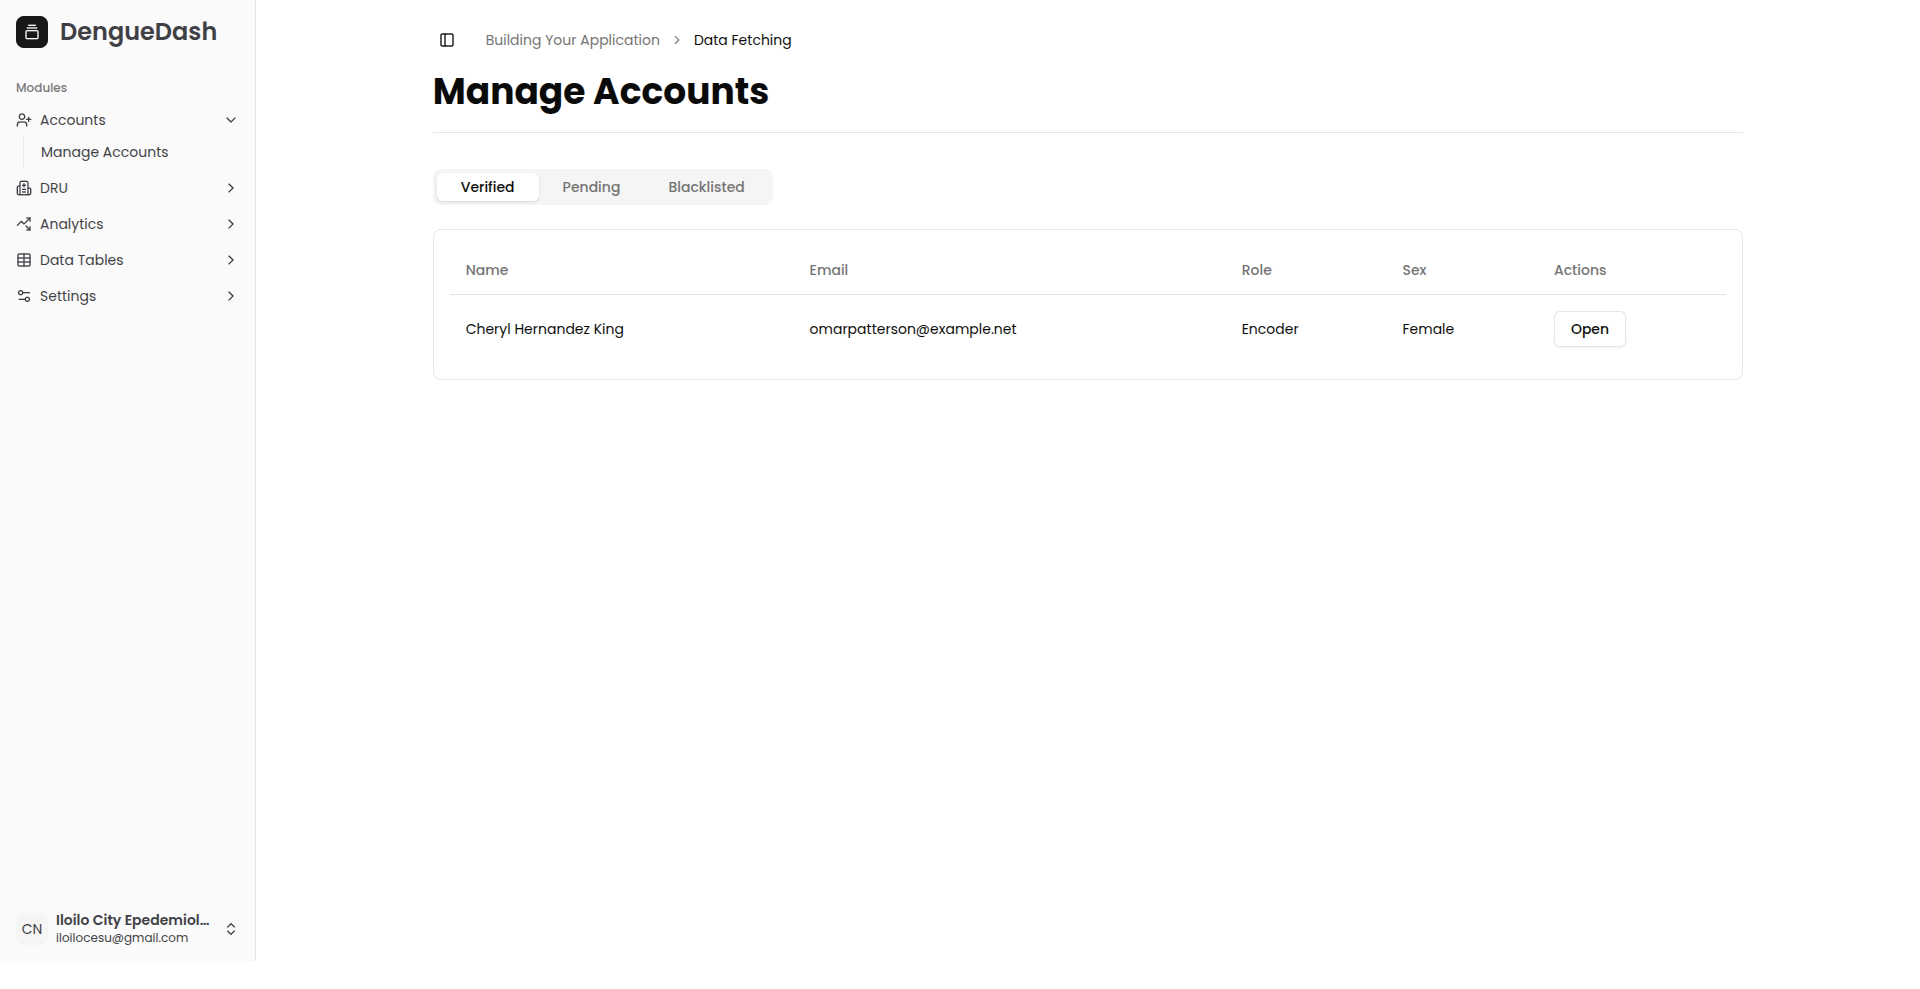 DengueDash
Modules
Accounts
Manage Accounts
DRU
Analytics
Data Tables
Settings
CN
Iloilo City Epedemiol...
iloilocesu@gmail.com
Building Your Application > Data Fetching
Manage Accounts
Verified Pending Blacklisted
Name Email Role Sex Actions
Cheryl Hernandez King omarpatterson@example.net Encoder Female Open